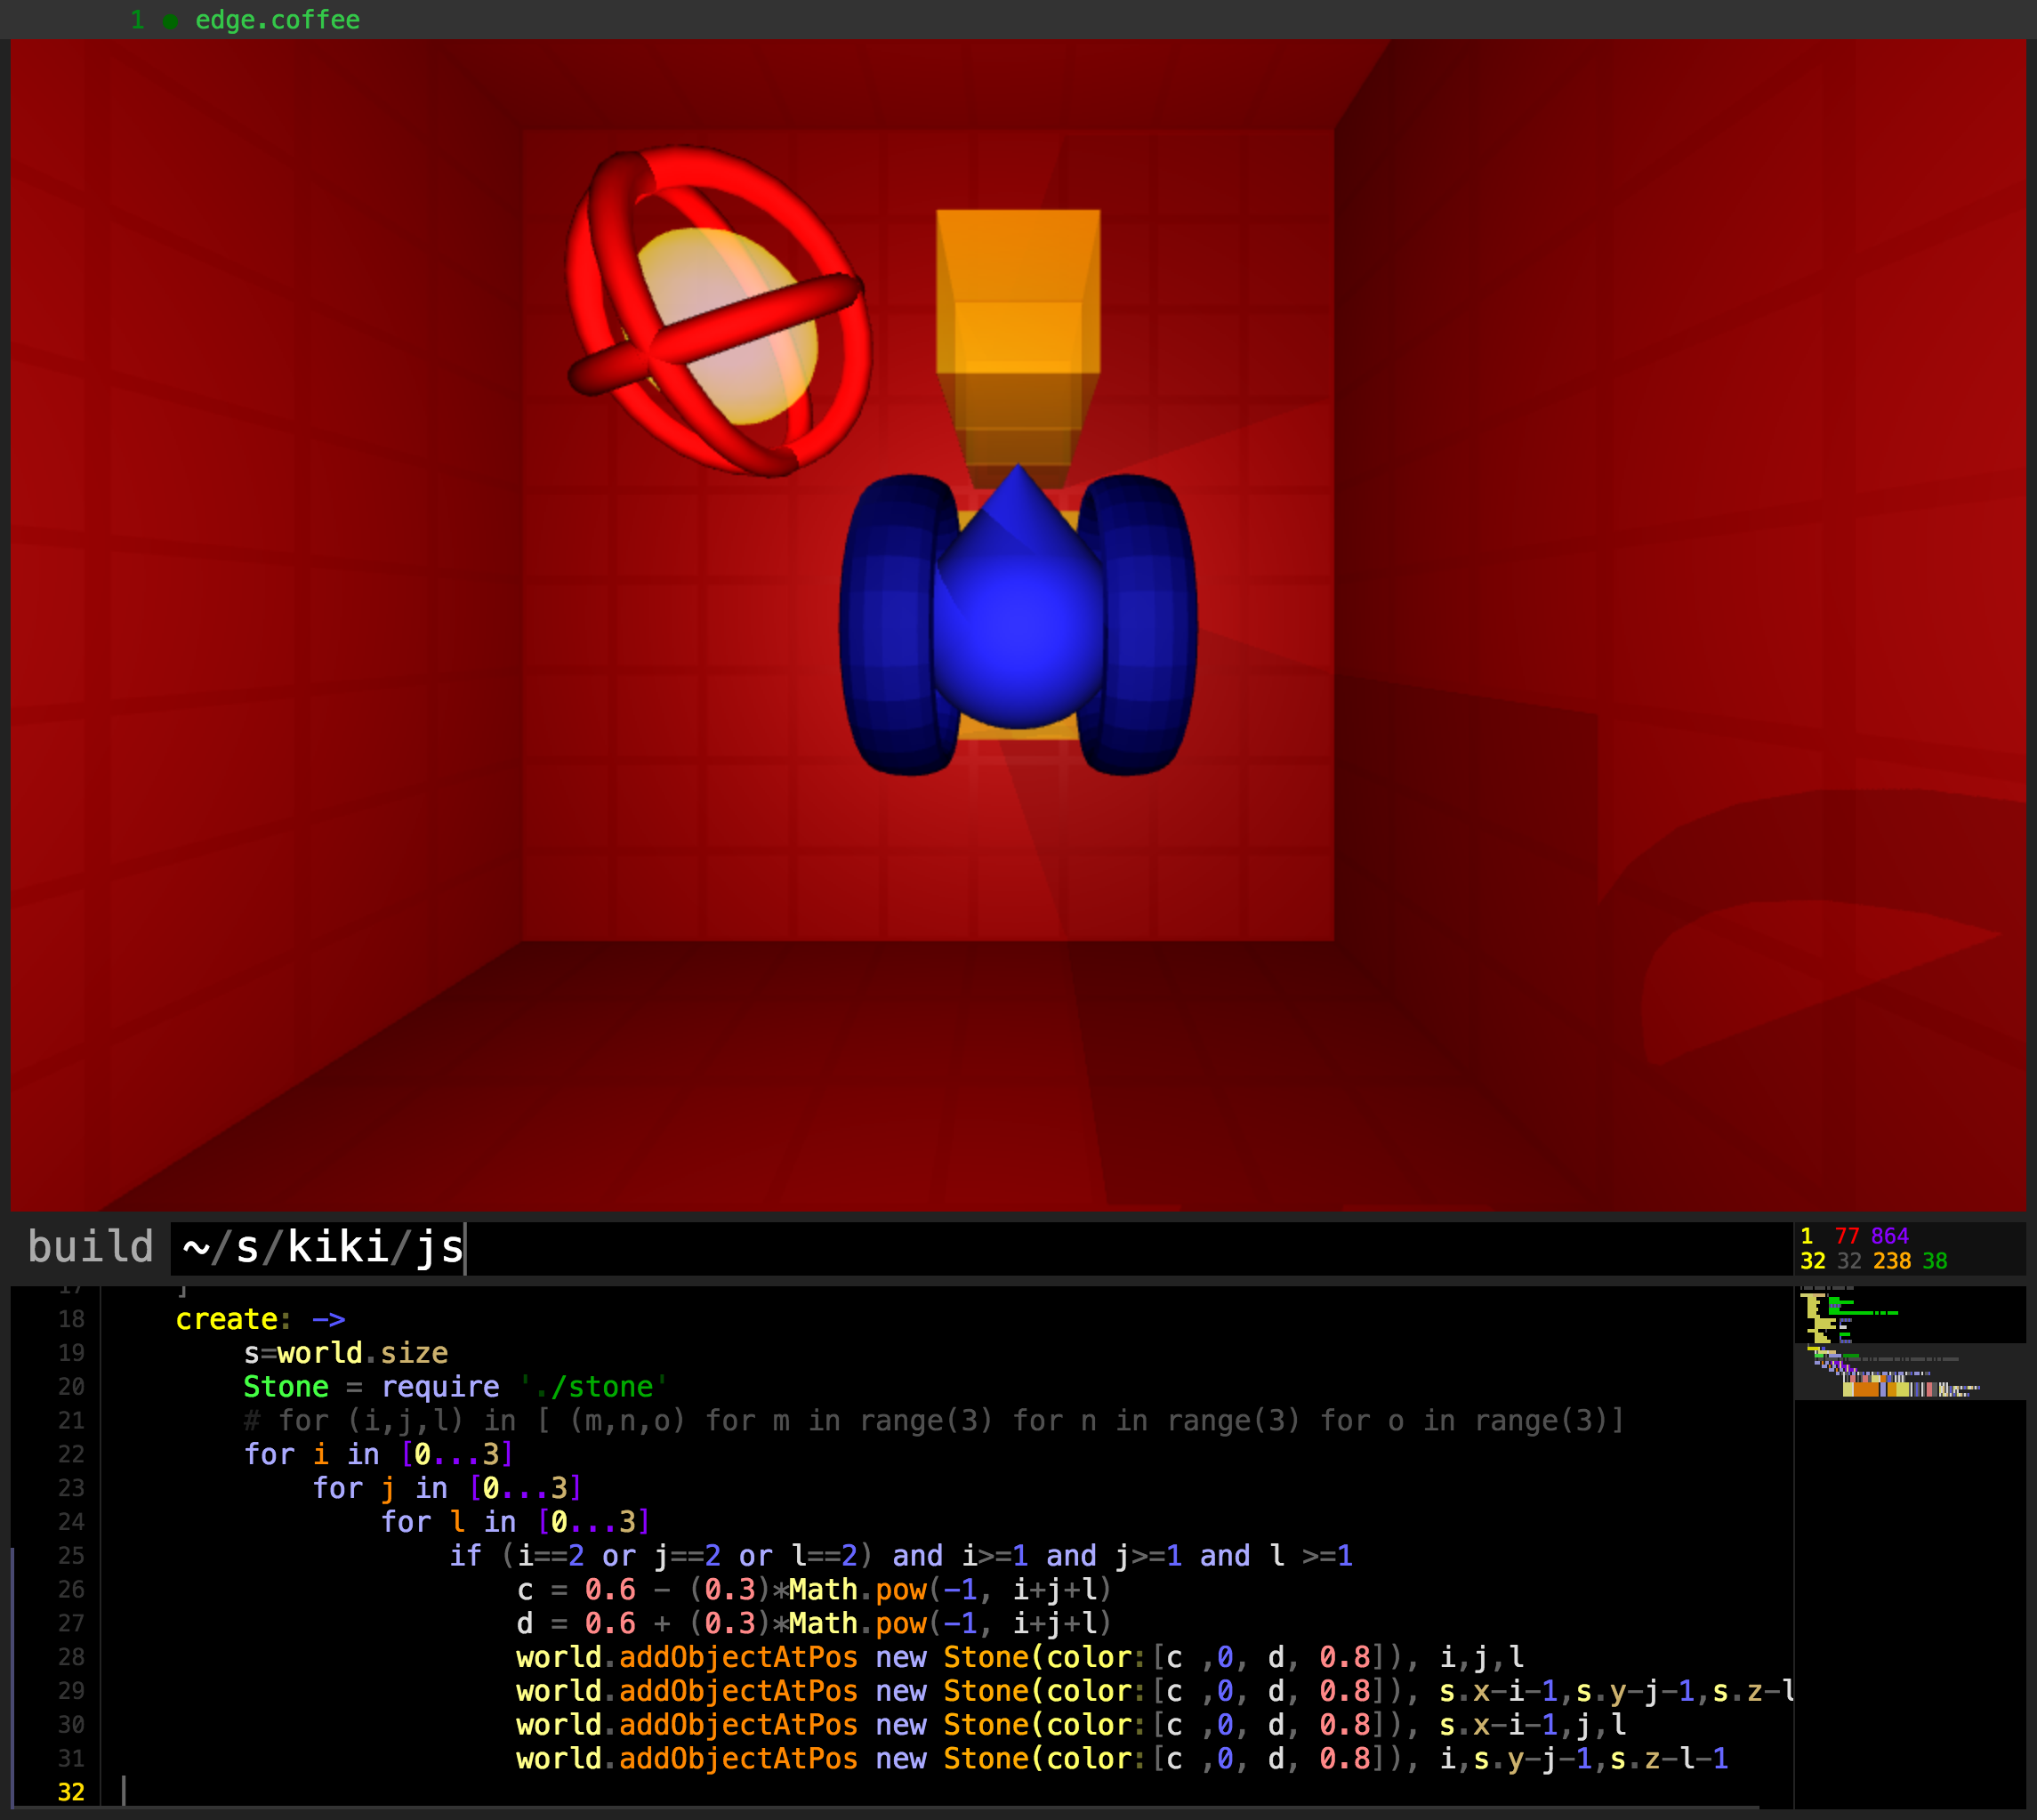 1 ● edge.coffee
build ~/s/kiki/js
1 77 864
32 32 238 38
17 ]
18 create: ->
19 s=world.size
20 Stone = require './stone'
21 # for (i,j,l) in [ (m,n,o) for m in range(3) for n in range(3) for o in range(3)]
22 for i in [0...3]
23 for j in [0...3]
24 for l in [0...3]
25 if (i==2 or j==2 or l==2) and i>=1 and j>=1 and l >=1
26 c = 0.6 - (0.3)*Math.pow(-1, i+j+l)
27 d = 0.6 + (0.3)*Math.pow(-1, i+j+l)
28 world.addObjectAtPos new Stone(color:[c ,0, d, 0.8]), i,j,l
29 world.addObjectAtPos new Stone(color:[c ,0, d, 0.8]), s.x-i-1,s.y-j-1,s.z-l
30 world.addObjectAtPos new Stone(color:[c ,0, d, 0.8]), s.x-i-1,j,l
31 world.addObjectAtPos new Stone(color:[c ,0, d, 0.8]), i,s.y-j-1,s.z-l-1
32